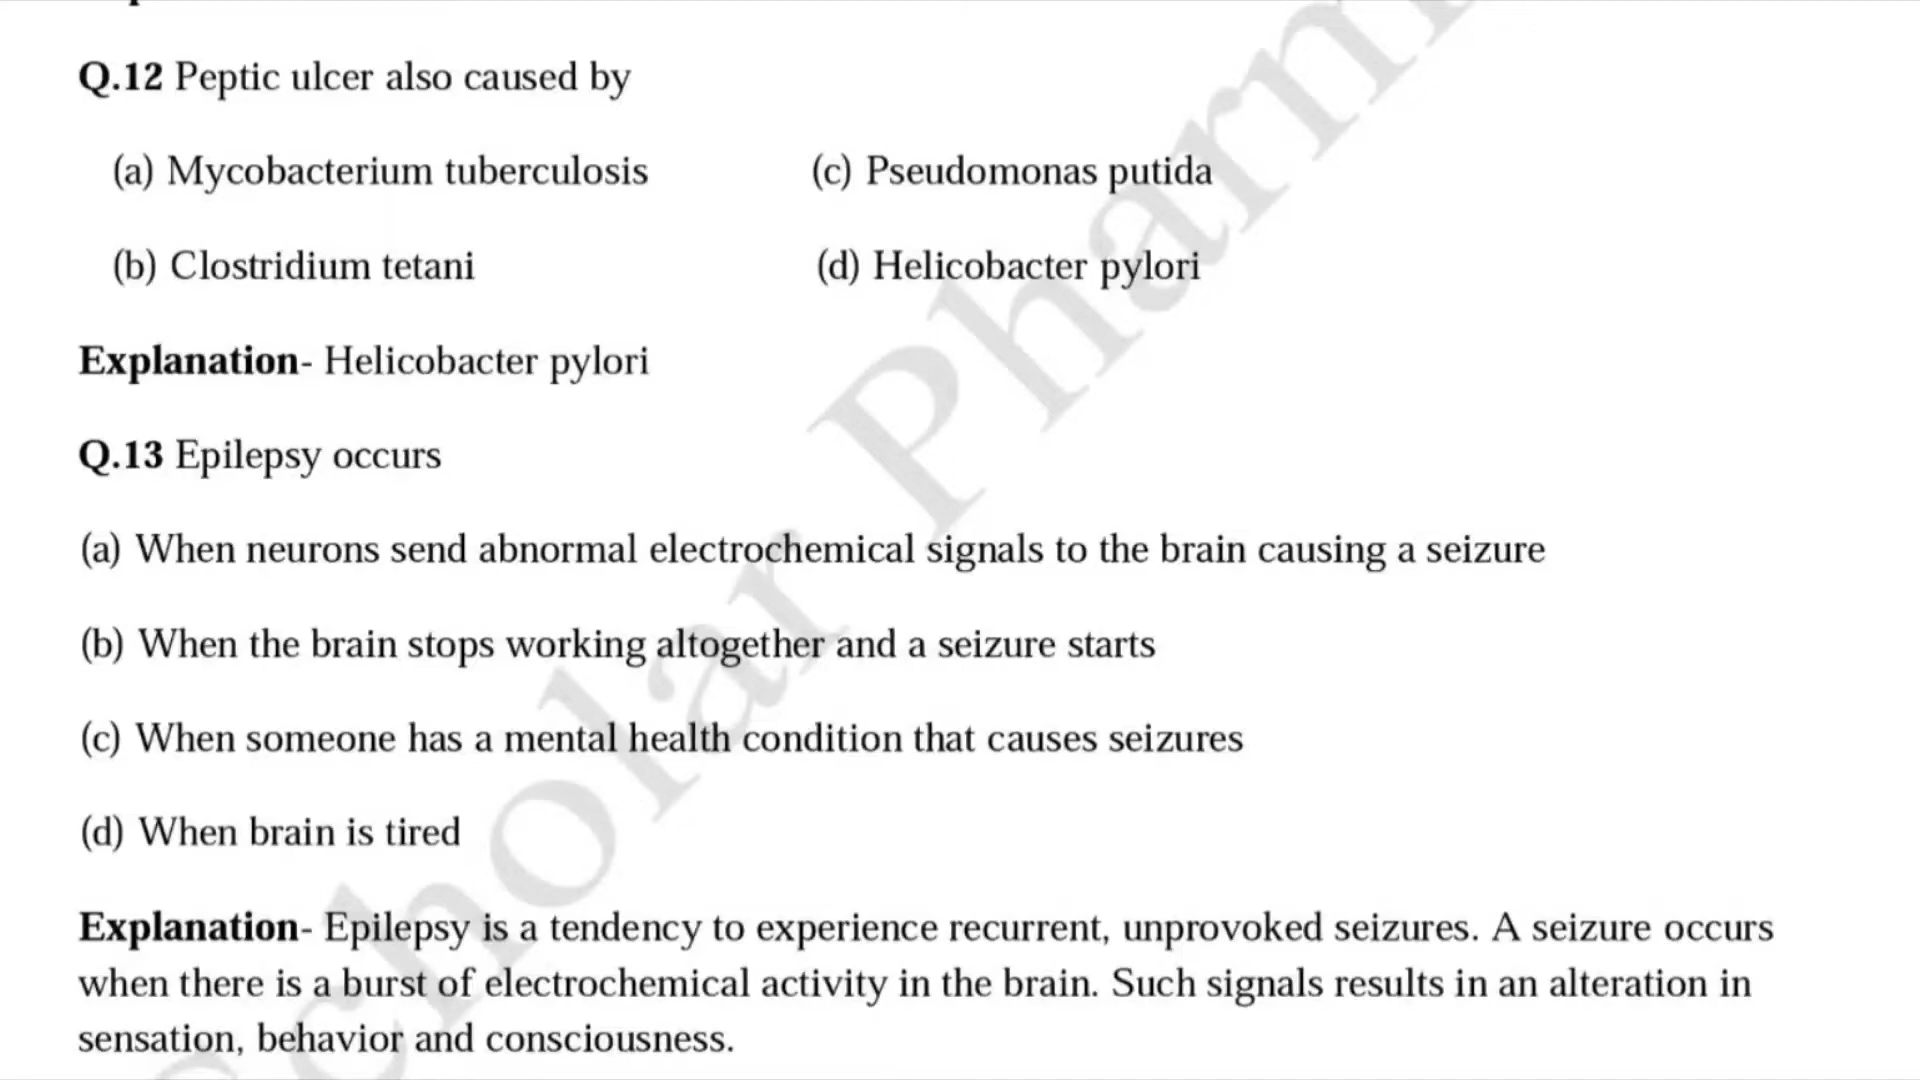 Q.12 Peptic ulcer also caused by
(a) Mycobacterium tuberculosis (c) Pseudomonas putida
(b) Clostridium tetani (d) Helicobacter pylori
Explanation- Helicobacter pylori
Q.13 Epilepsy occurs
(a) When neurons send abnormal electrochemical signals to the brain causing a seizure
(b) When the brain stops working altogether and a seizure starts
(c) When someone has a mental health condition that causes seizures
(d) When brain is tired
Explanation- Epilepsy is a tendency to experience recurrent, unprovoked seizures. A seizure occurs
when there is a burst of electrochemical activity in the brain. Such signals results in an alteration in
sensation, behavior and consciousness.
cholar Pharm